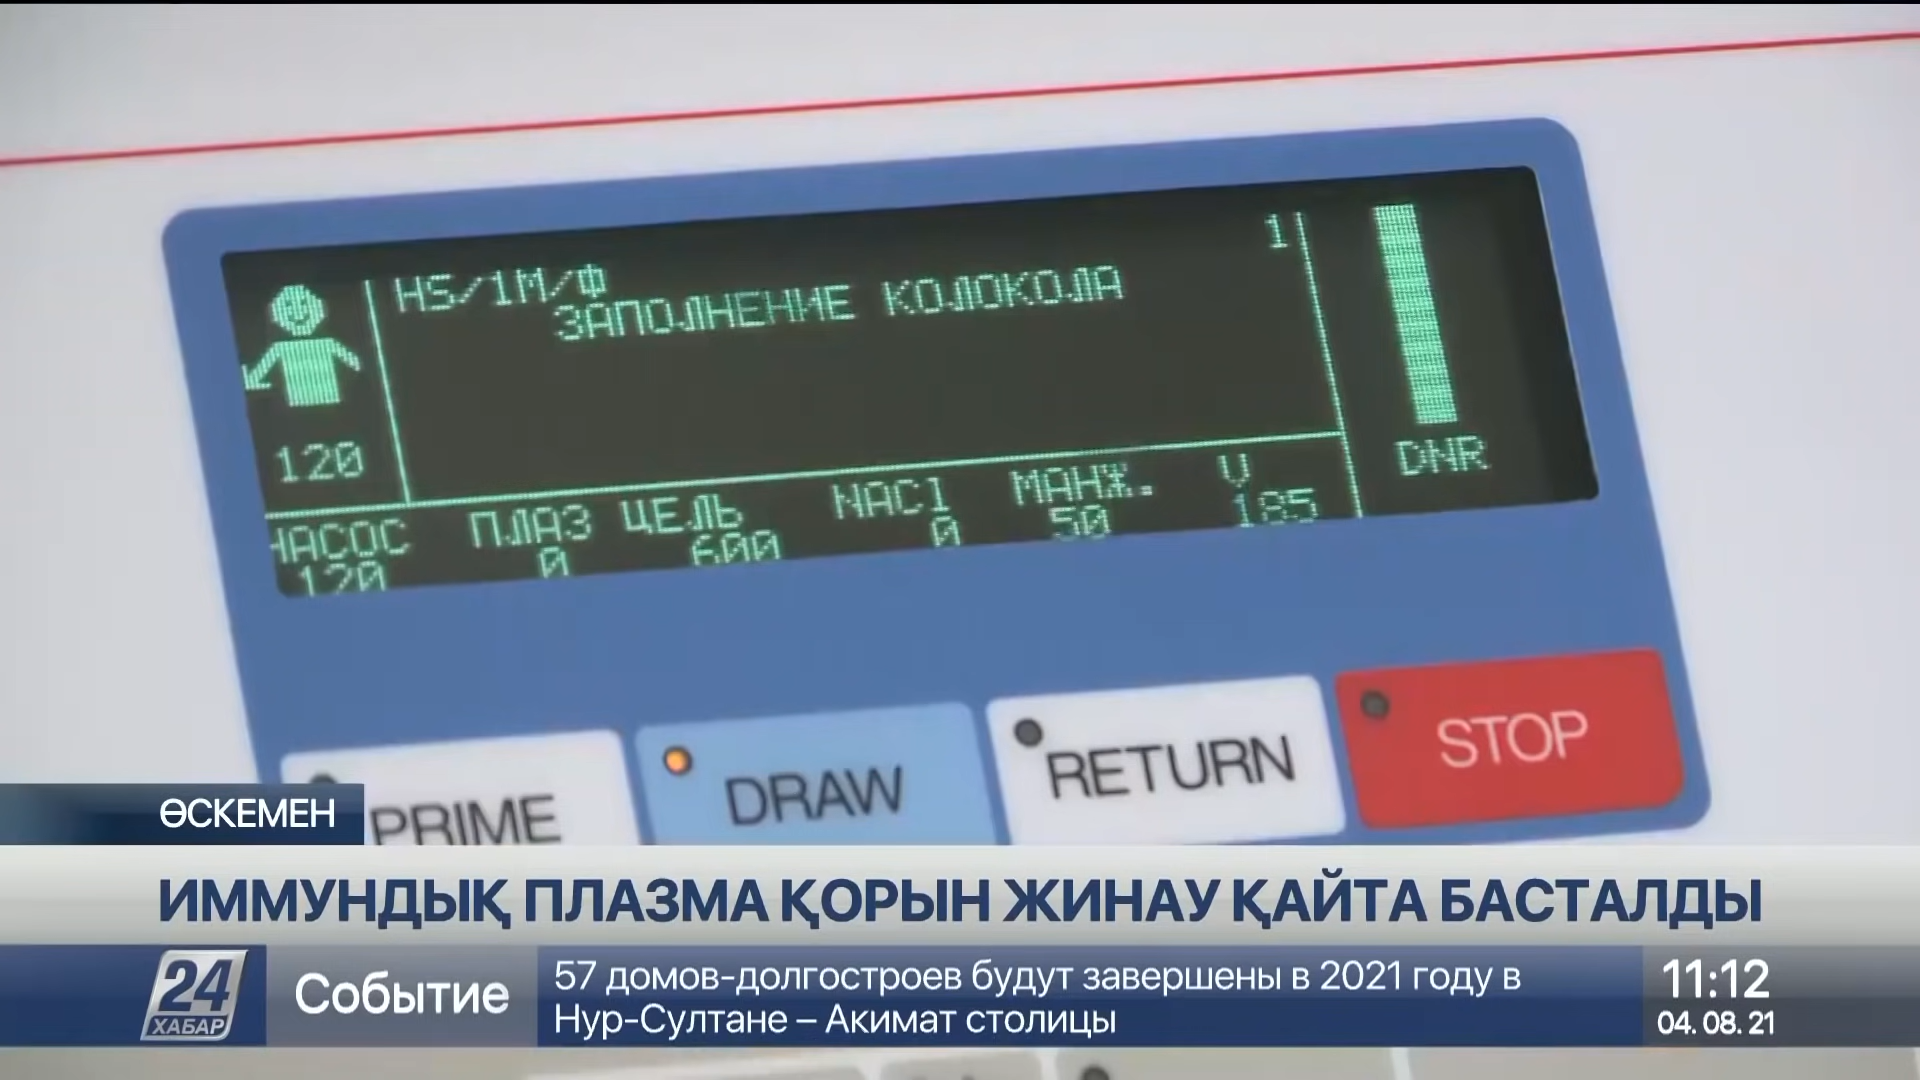 HS/1M/Ф
1
ЗАПОЛНЕНИЕ КОЛОКОЛА
120
DNR
НАСОС ПЛАЗ ЦЕЛЬ NACl МАНЖ. V
120 0 600 0 50 185
PRIME
DRAW
RETURN
STOP
ӨСКЕМЕН
ИММУНДЫҚ ПЛАЗМА ҚОРЫН ЖИНАУ ҚАЙТА БАСТАЛДЫ
24
ХАБАР
Событие
57 домов-долгостроев будут завершены в 2021 году в
Нур-Султане – Акимат столицы
11:12
04. 08. 21